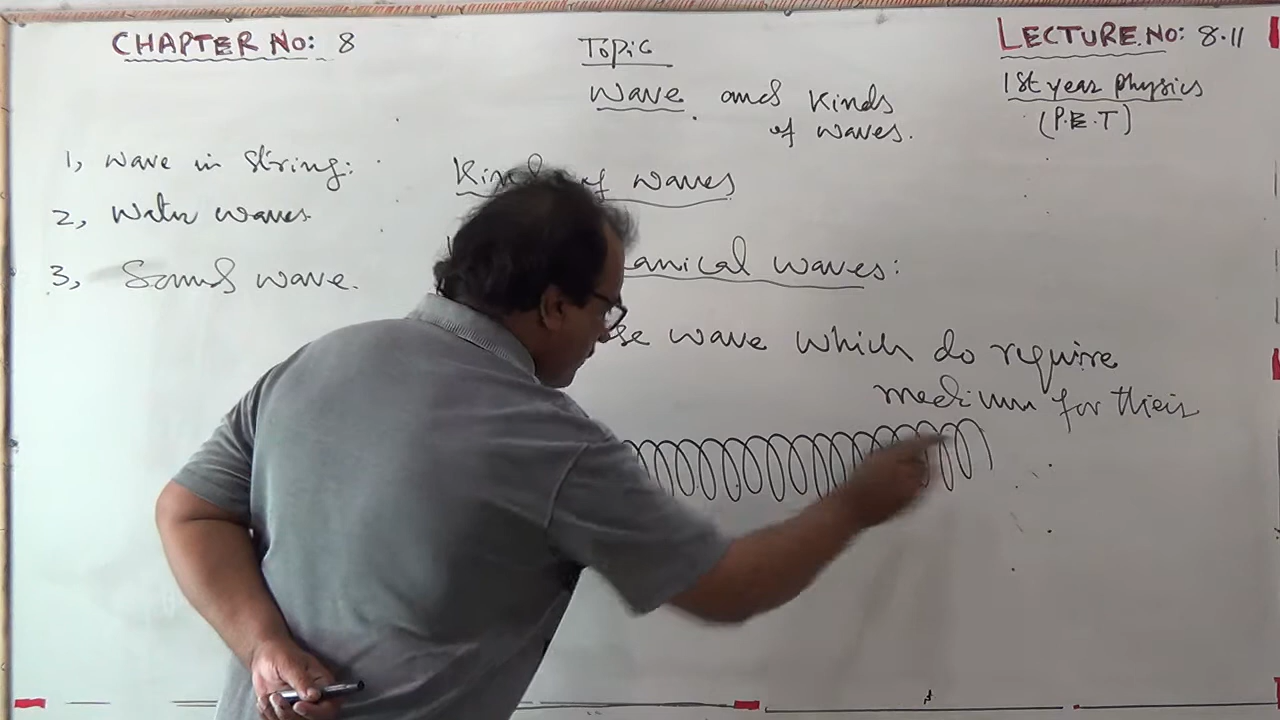 CHAPTER NO: 8
Topic
LECTURE.NO: 8.11
wave and kinds
of waves.
1st year physics
(P.B.T)
1, wave in string:
2, Water waves
3, Sound wave.
Kinds of waves
anical waves:
se wave which do require
medium for their